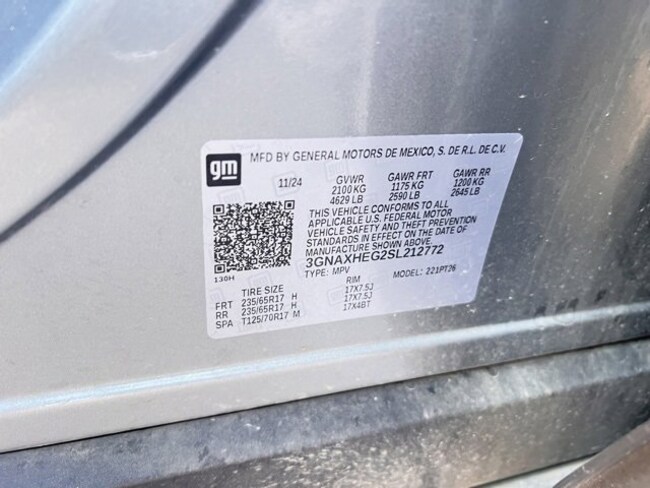 gm MFD BY GENERAL MOTORS DE MEXICO, S. DE R.L. DE C.V.
11/24 GVWR GAWR FRT GAWR RR
2100 KG 1175 KG 1200 KG
4629 LB 2590 LB 2645 LB
THIS VEHICLE CONFORMS TO ALL
APPLICABLE U.S. FEDERAL MOTOR
VEHICLE SAFETY AND THEFT PREVENTION
STANDARDS IN EFFECT ON THE DATE OF
MANUFACTURE SHOWN ABOVE.
3GNAXHEG2SL212772
130H TYPE: MPV MODEL: 221PT26
TIRE SIZE RIM
FRT 235/65R17 H 17X7.5J
RR 235/65R17 H 17X7.5J
SPA T125/70R17 M 17X4BT